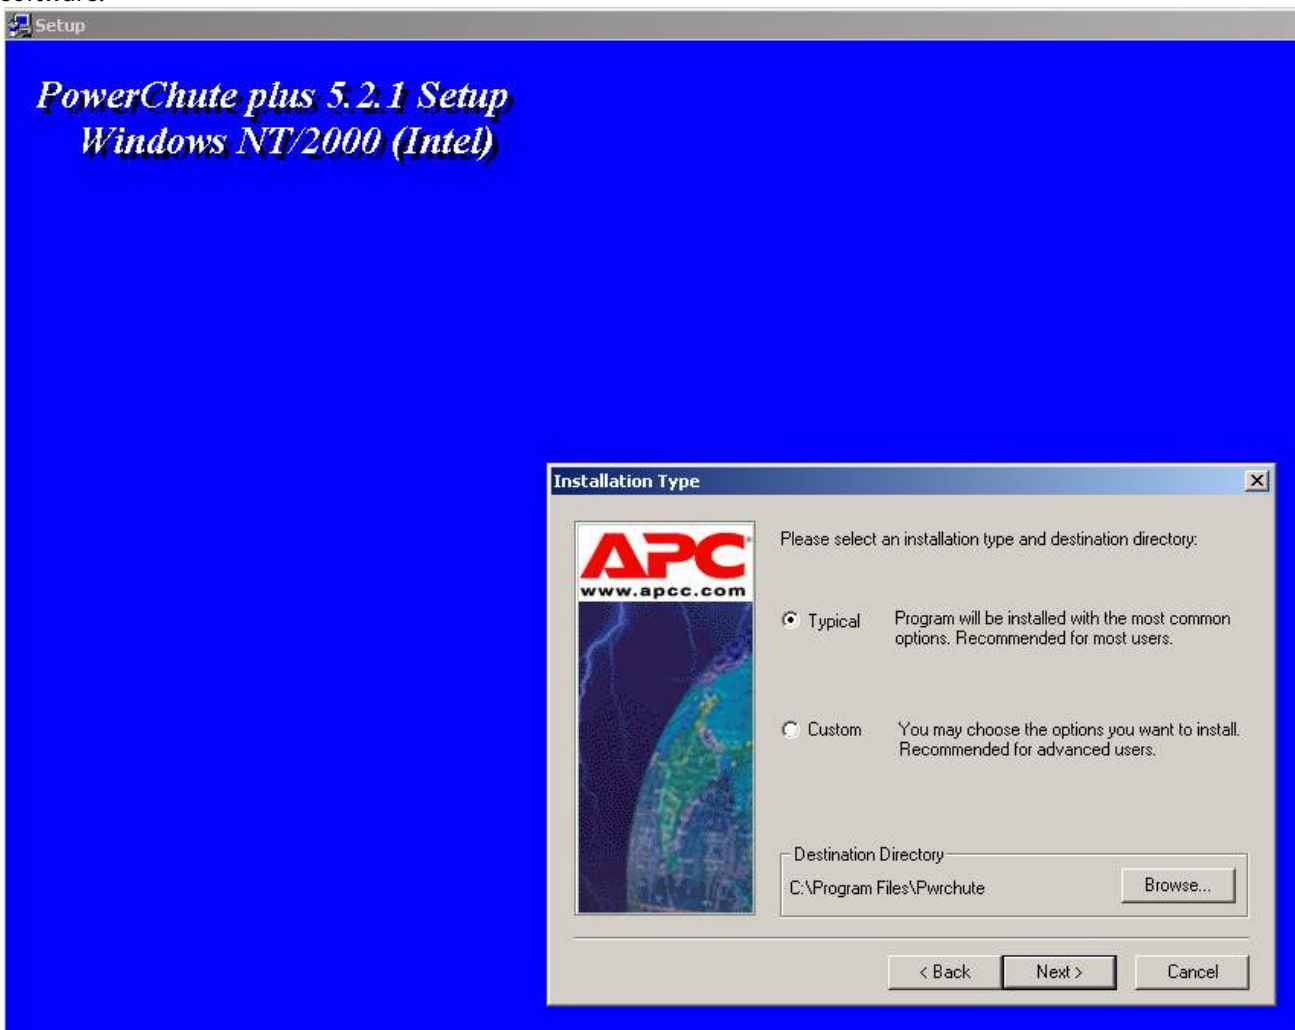 software.
Setup
PowerChute plus 5.2.1 Setup
Windows NT/2000 (Intel)
Installation Type
APC
www.apcc.com
Please select an installation type and destination directory:
Typical Program will be installed with the most common
options. Recommended for most users.
Custom You may choose the options you want to install.
Recommended for advanced users.
Destination Directory
C:\Program Files\Pwrchute Browse...
< Back Next > Cancel